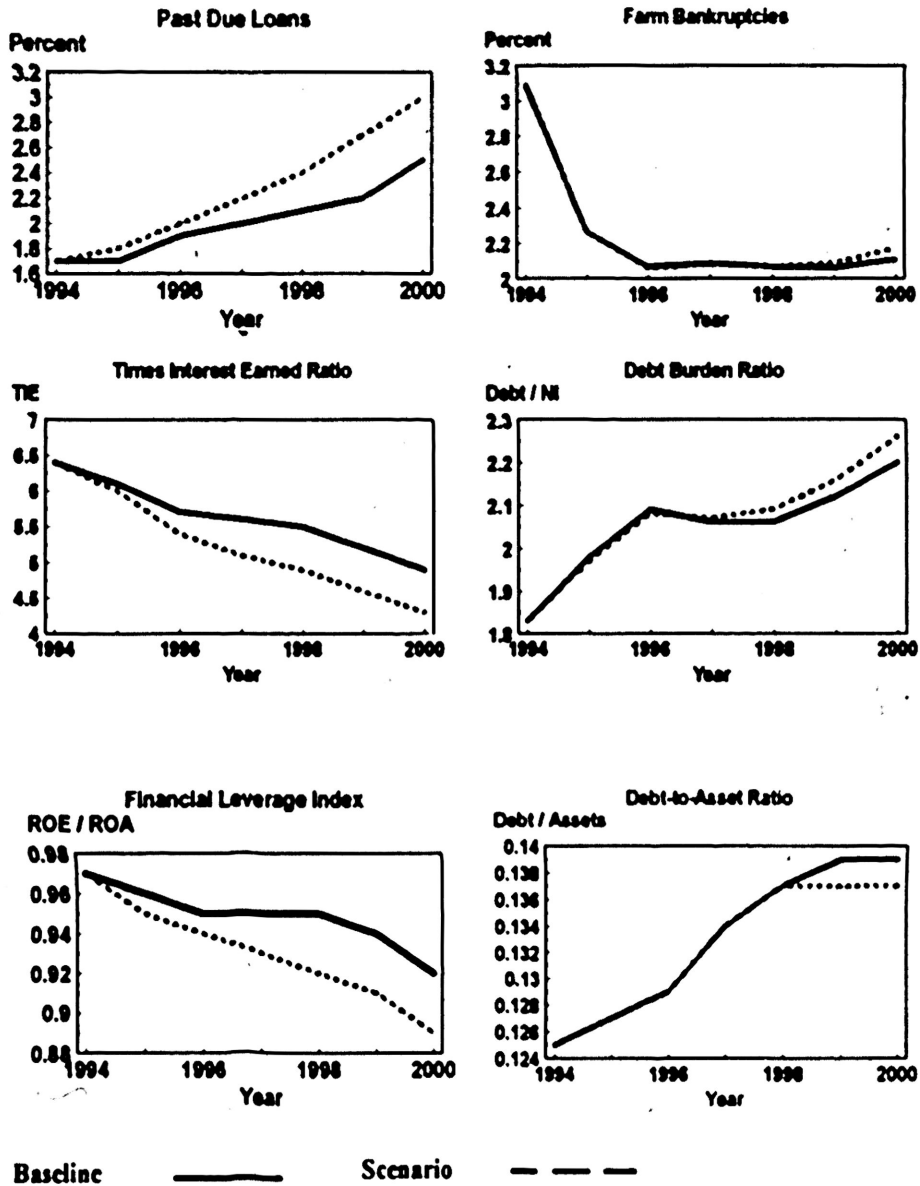 Past Due Loans
Percent
3.2
3
2.8
2.6
2.4
2.2
2
1.8
1.6
1994 1996 1998 2000
Year
Farm Bankruptcies
Percent
3.2
3
2.8
2.6
2.4
2.2
2
1994 1996 1998 2000
Year
Times Interest Earned Ratio
TIE
7
6.5
6
5.5
5
4.5
4
1994 1996 1998 2000
Year
Debt Burden Ratio
Debt / NI
2.3
2.2
2.1
2
1.9
1.8
1994 1996 1998 2000
Year
Financial Leverage Index
ROE / ROA
0.98
0.96
0.94
0.92
0.9
0.88
1994 1996 1998 2000
Year
Debt-to-Asset Ratio
Debt / Assets
0.14
0.138
0.136
0.134
0.132
0.13
0.128
0.126
0.124
1994 1996 1998 2000
Year
Baseline Scenario